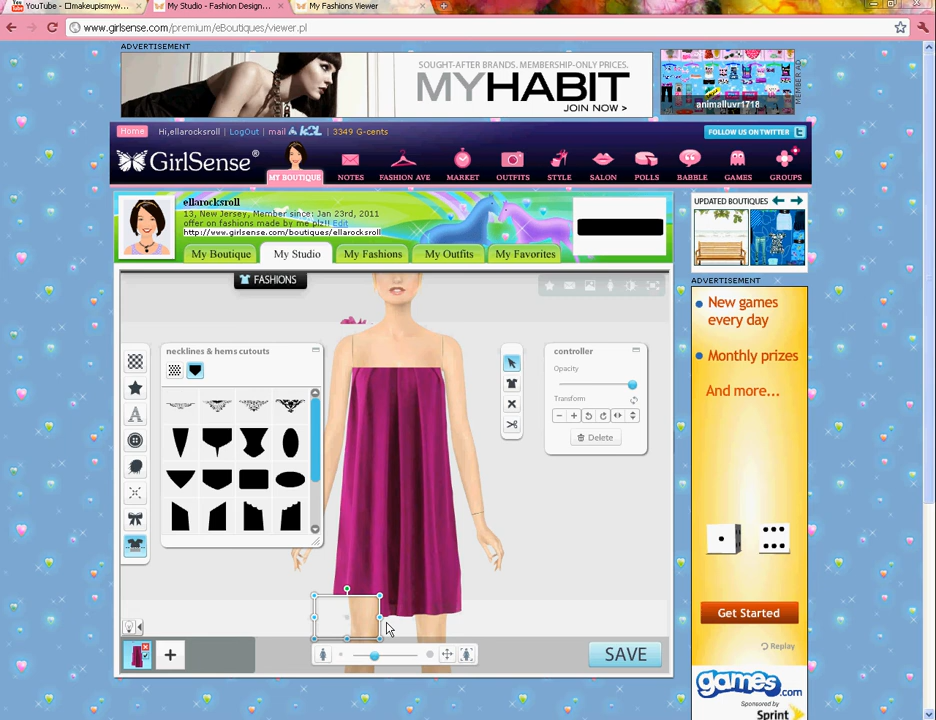 YouTube - □makeupismyw...
My Studio - Fashion Design...
My Fashions Viewer
www.girlsense.com/premium/eBoutiques/viewer.pl
ADVERTISEMENT
SOUGHT-AFTER BRANDS. MEMBERSHIP-ONLY PRICES.
MYHABIT
JOIN NOW >
animalluvr1718
MEMBER AD
Home
Hi,ellarocksroll | LogOut | mail
3349 G-cents
FOLLOW US ON TWITTER
GirlSense®
MY BOUTIQUE
NOTES
FASHION AVE
MARKET
OUTFITS
STYLE
SALON
POLLS
BABBLE
GAMES
GROUPS
ellarocksroll
13, New Jersey, Member since: Jan 23rd, 2011
offer on fashions made by me plz!! Edit
http://www.girlsense.com/boutiques/ellarocksroll
UPDATED BOUTIQUES
My Boutique
My Studio
My Fashions
My Outfits
My Favorites
FASHIONS
ADVERTISEMENT
New games
every day
Monthly prizes
And more...
necklines & hems cutouts
controller
Opacity
Transform
Delete
A
SAVE
Get Started
Replay
games.com
Sponsored by
Sprint